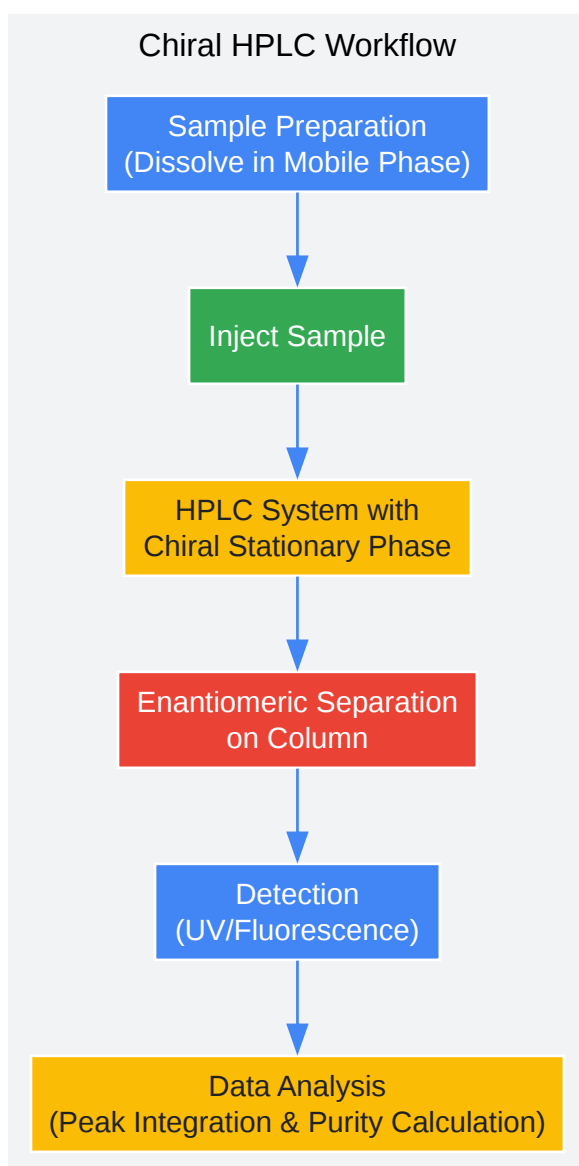 Chiral HPLC Workflow
Sample Preparation
(Dissolve in Mobile Phase)
Inject Sample
HPLC System with
Chiral Stationary Phase
Enantiomeric Separation
on Column
Detection
(UV/Fluorescence)
Data Analysis
(Peak Integration & Purity Calculation)